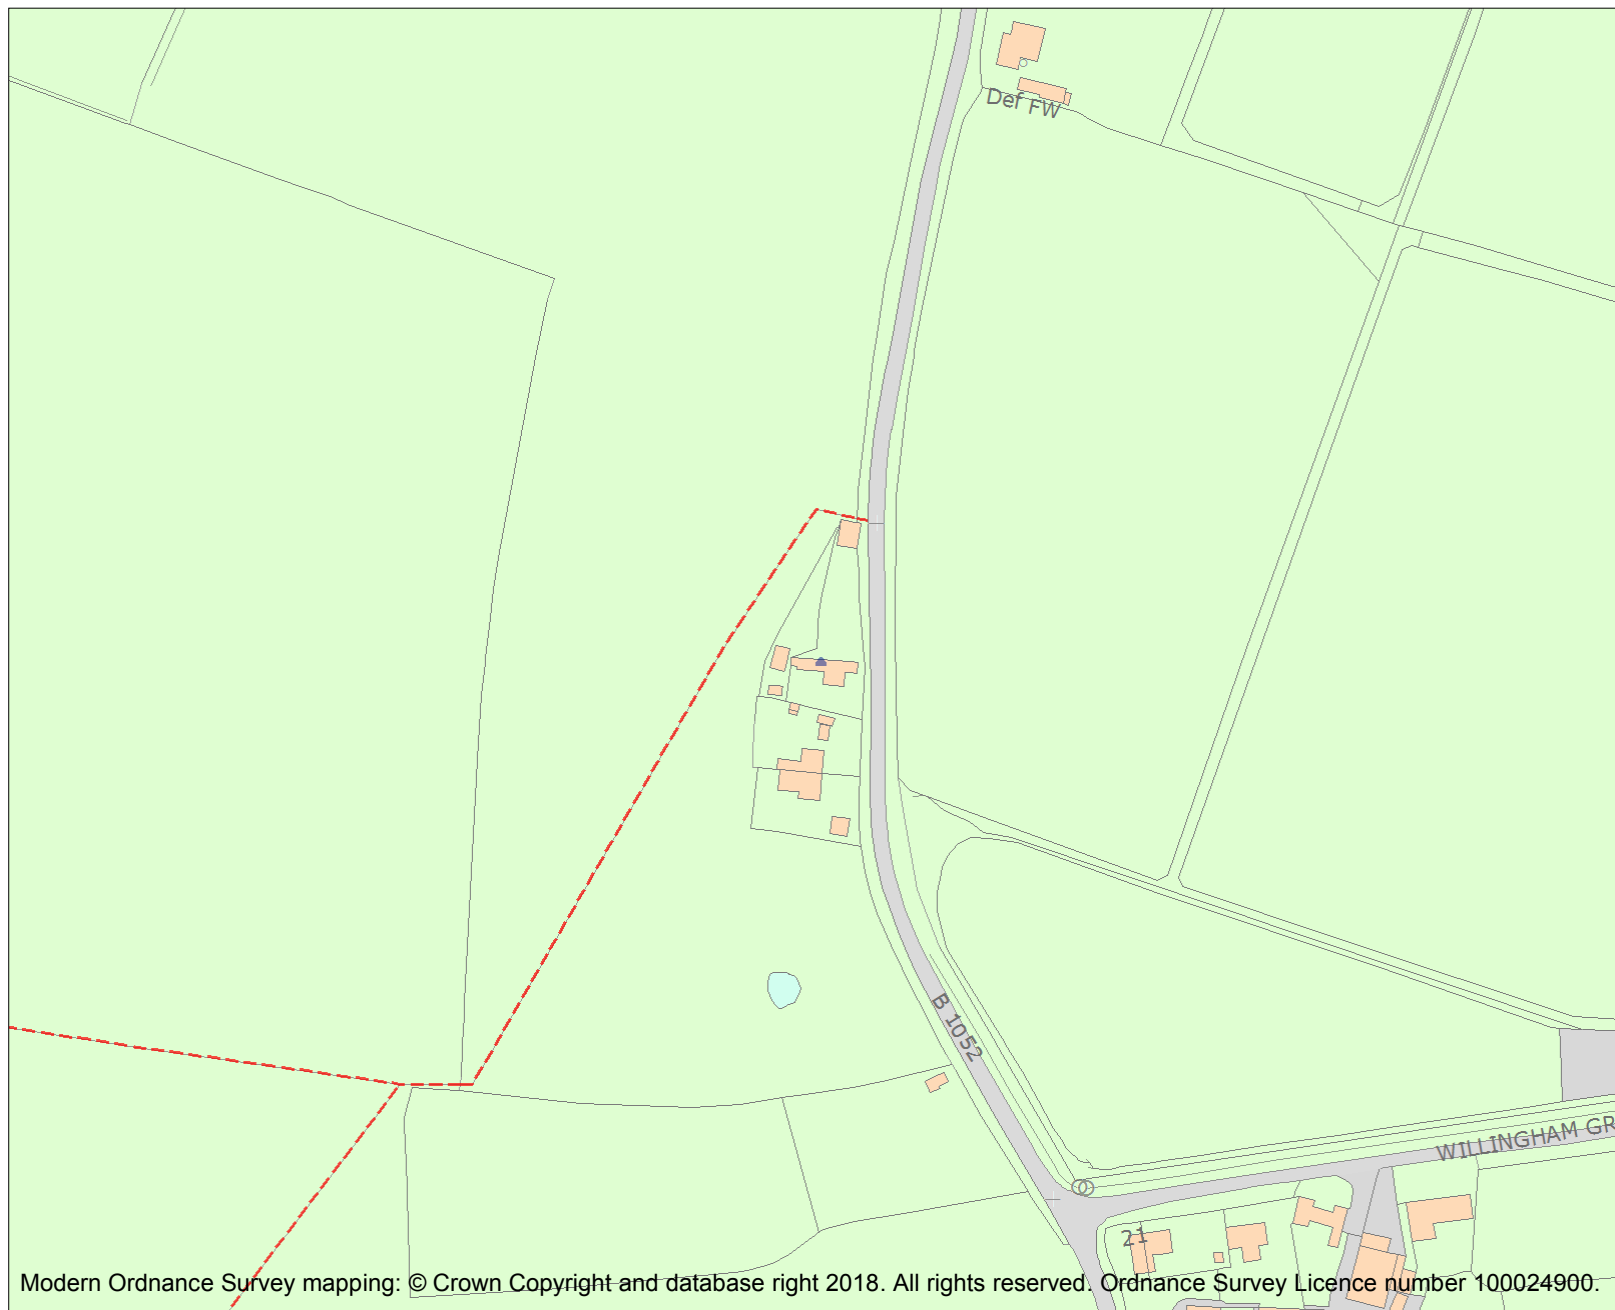 Def FW
B 1052
WILLINGHAM GR
21
Modern Ordnance Survey mapping: © Crown Copyright and database right 2018. All rights reserved. Ordnance Survey Licence number 100024900.